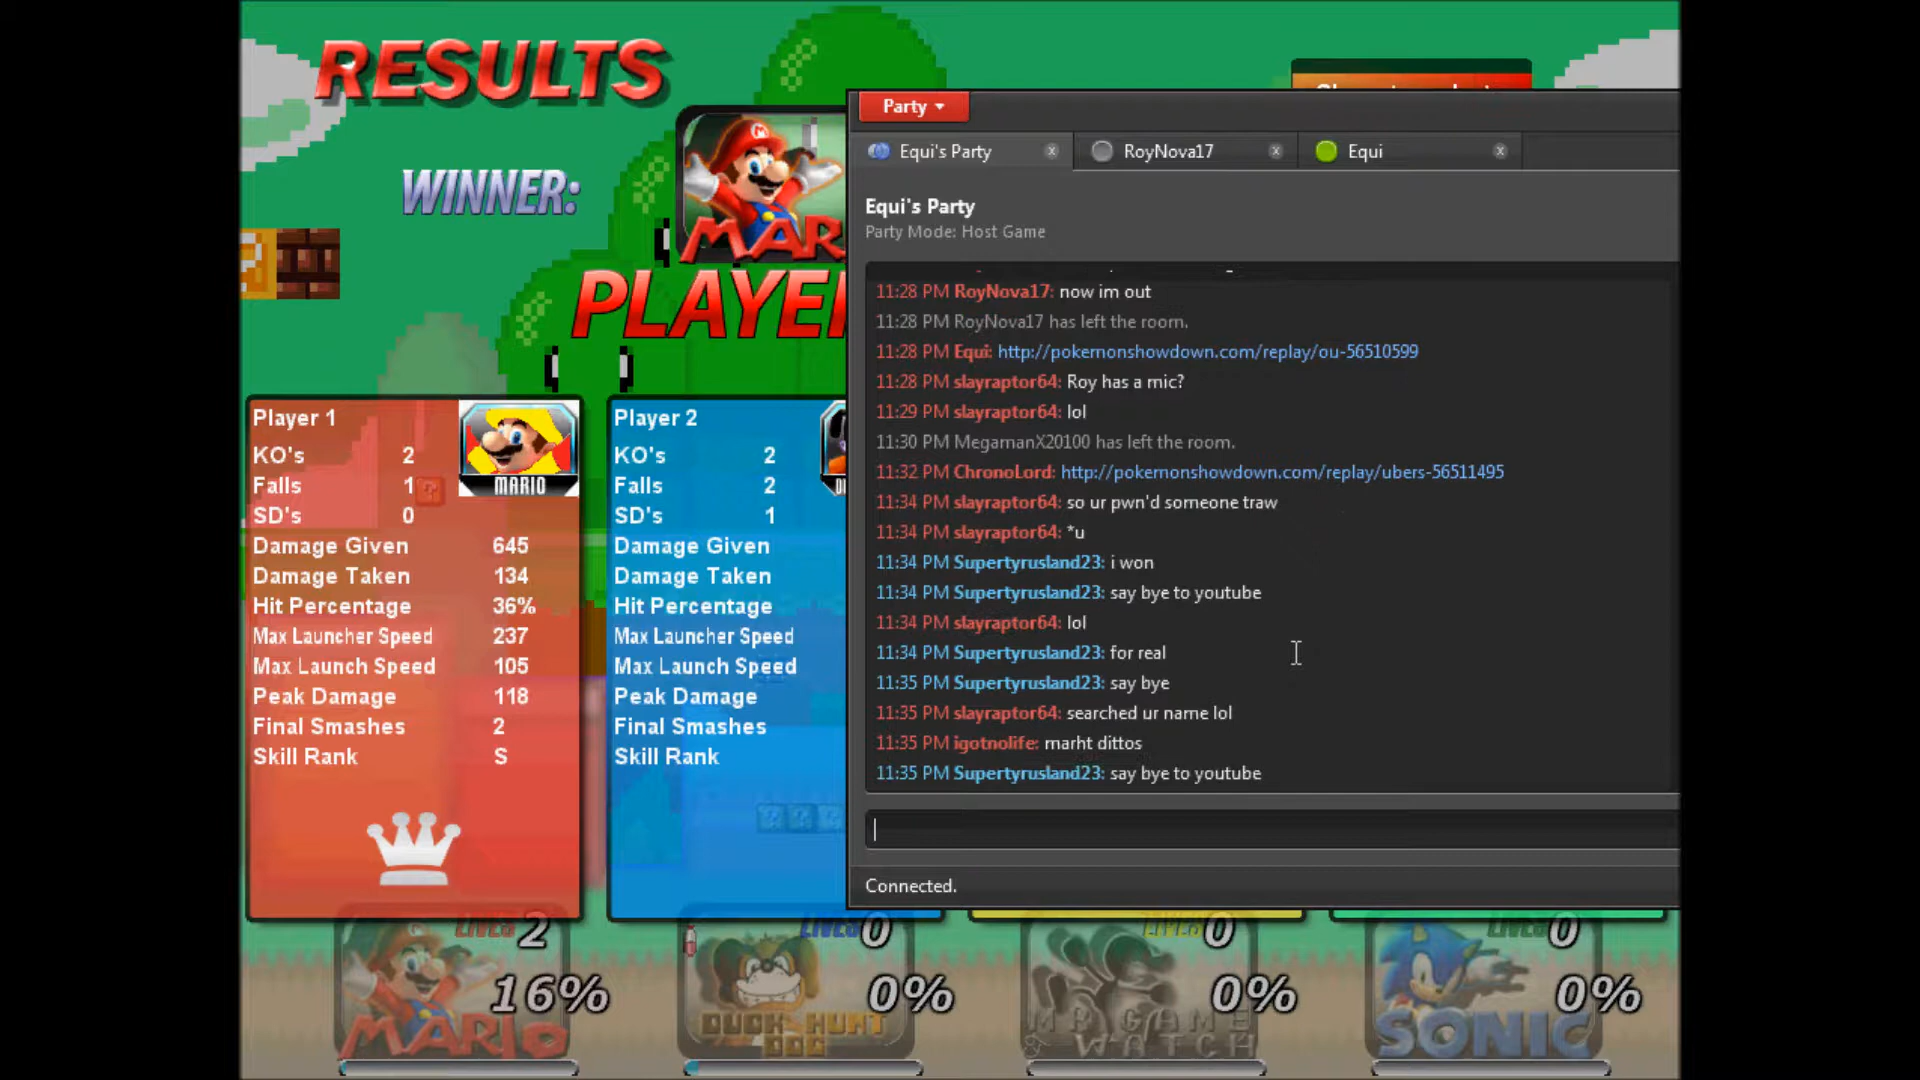 RESULTS
WINNER:
MAR
PLAYE
Player 1
KO's 2
Falls 1
SD's 0
Damage Given 645
Damage Taken 134
Hit Percentage 36%
Max Launcher Speed 237
Max Launch Speed 105
Peak Damage 118
Final Smashes 2
Skill Rank S
MARIO
Player 2
KO's 2
Falls 2
SD's 1
Damage Given
Damage Taken
Hit Percentage
Max Launcher Speed
Max Launch Speed
Peak Damage
Final Smashes
Skill Rank
Party
Equi's Party x
RoyNova17 x
Equi x
Equi's Party
Party Mode: Host Game
11:28 PM RoyNova17: now im out
11:28 PM RoyNova17 has left the room.
11:28 PM Equi: http://pokemonshowdown.com/replay/ou-56510599
11:28 PM slayraptor64: Roy has a mic?
11:29 PM slayraptor64: lol
11:30 PM MegamanX20100 has left the room.
11:32 PM ChronoLord: http://pokemonshowdown.com/replay/ubers-56511495
11:34 PM slayraptor64: so ur pwn'd someone traw
11:34 PM slayraptor64: *u
11:34 PM Supertyrusland23: i won
11:34 PM Supertyrusland23: say bye to youtube
11:34 PM slayraptor64: lol
11:34 PM Supertyrusland23: for real
11:35 PM Supertyrusland23: say bye
11:35 PM slayraptor64: searched ur name lol
11:35 PM igotnolife: marht dittos
11:35 PM Supertyrusland23: say bye to youtube
Connected.
LIVES 2
16%
MARIO
LIVES 0
0%
DUCK HUNT
DOG
LIVES 0
0%
MR GAME
WATCH
LIVES 0
0%
SONIC